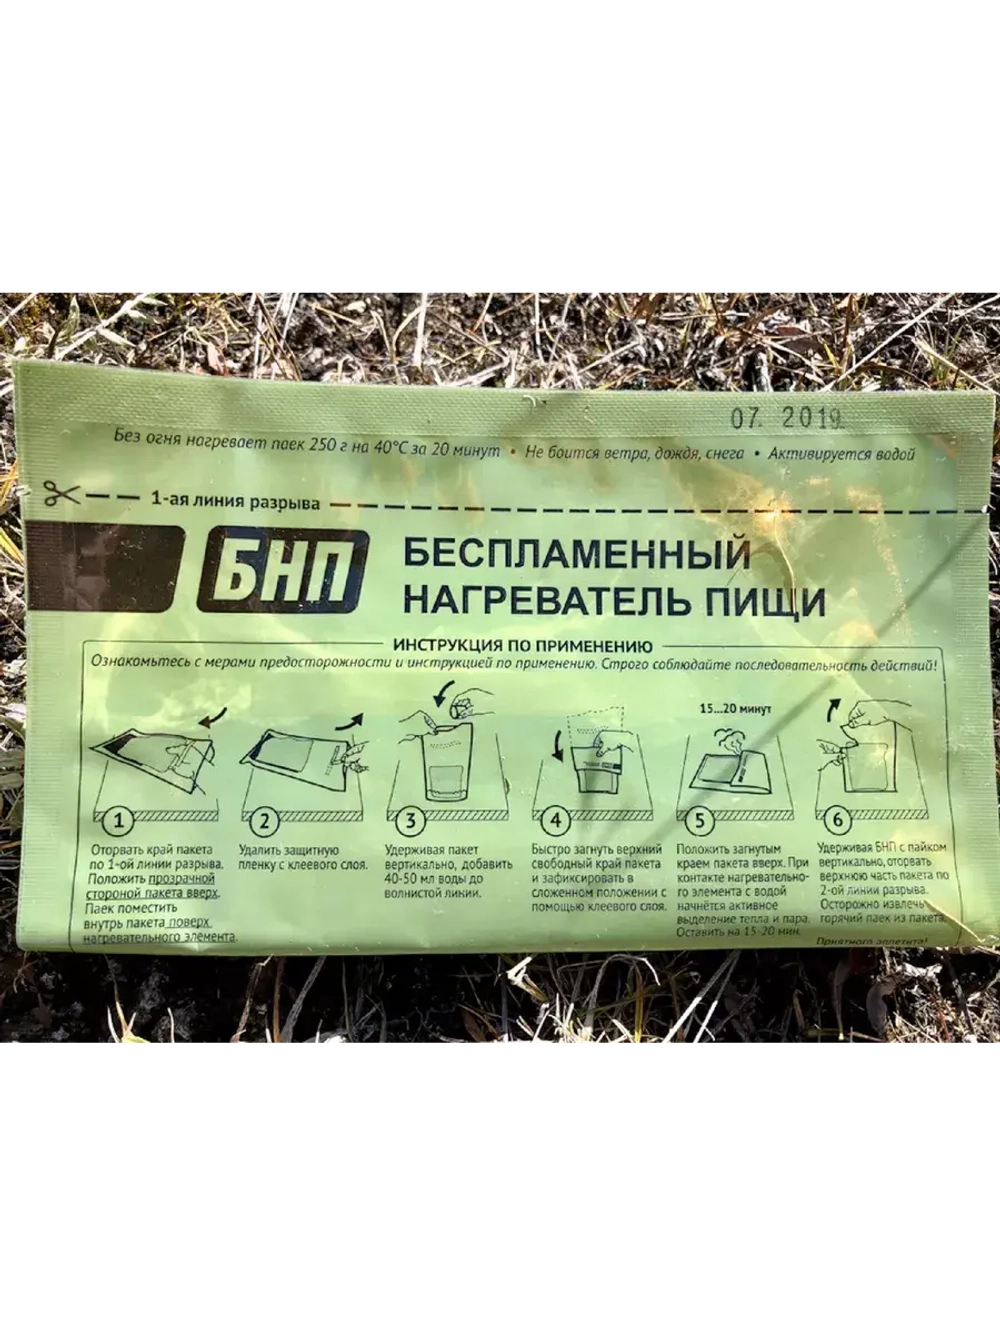 07. 2019
Без огня нагревает паек 250 г на 40°С за 20 минут • Не боится ветра, дождя, снега • Активируется водой
1-ая линия разрыва
БНП
БЕСПЛАМЕННЫЙ
НАГРЕВАТЕЛЬ ПИЩИ
ИНСТРУКЦИЯ ПО ПРИМЕНЕНИЮ
Ознакомьтесь с мерами предосторожности и инструкцией по применению. Строго соблюдайте последовательность действий!
15...20 минут
1
Оторвать край пакета
по 1-ой линии разрыва.
Положить прозрачной
стороной пакета вверх.
Паек поместить
внутрь пакета поверх
нагревательного элемента.
2
Удалить защитную
пленку с клеевого слоя.
3
Удерживая пакет
вертикально, добавить
40-50 мл воды до
волнистой линии.
4
Быстро загнуть верхний
свободный край пакета
и зафиксировать в
сложенном положении с
помощью клеевого слоя.
5
Положить загнутым
краем пакета вверх. При
контакте нагревательно-
го элемента с водой
начнётся активное
выделение тепла и пара.
Оставить на 15-20 мин.
6
Удерживая БНП с пайком
вертикально, оторвать
верхнюю часть пакета по
2-ой линии разрыва.
Осторожно извлечь
горячий паек из пакета.
Приятного аппетита!